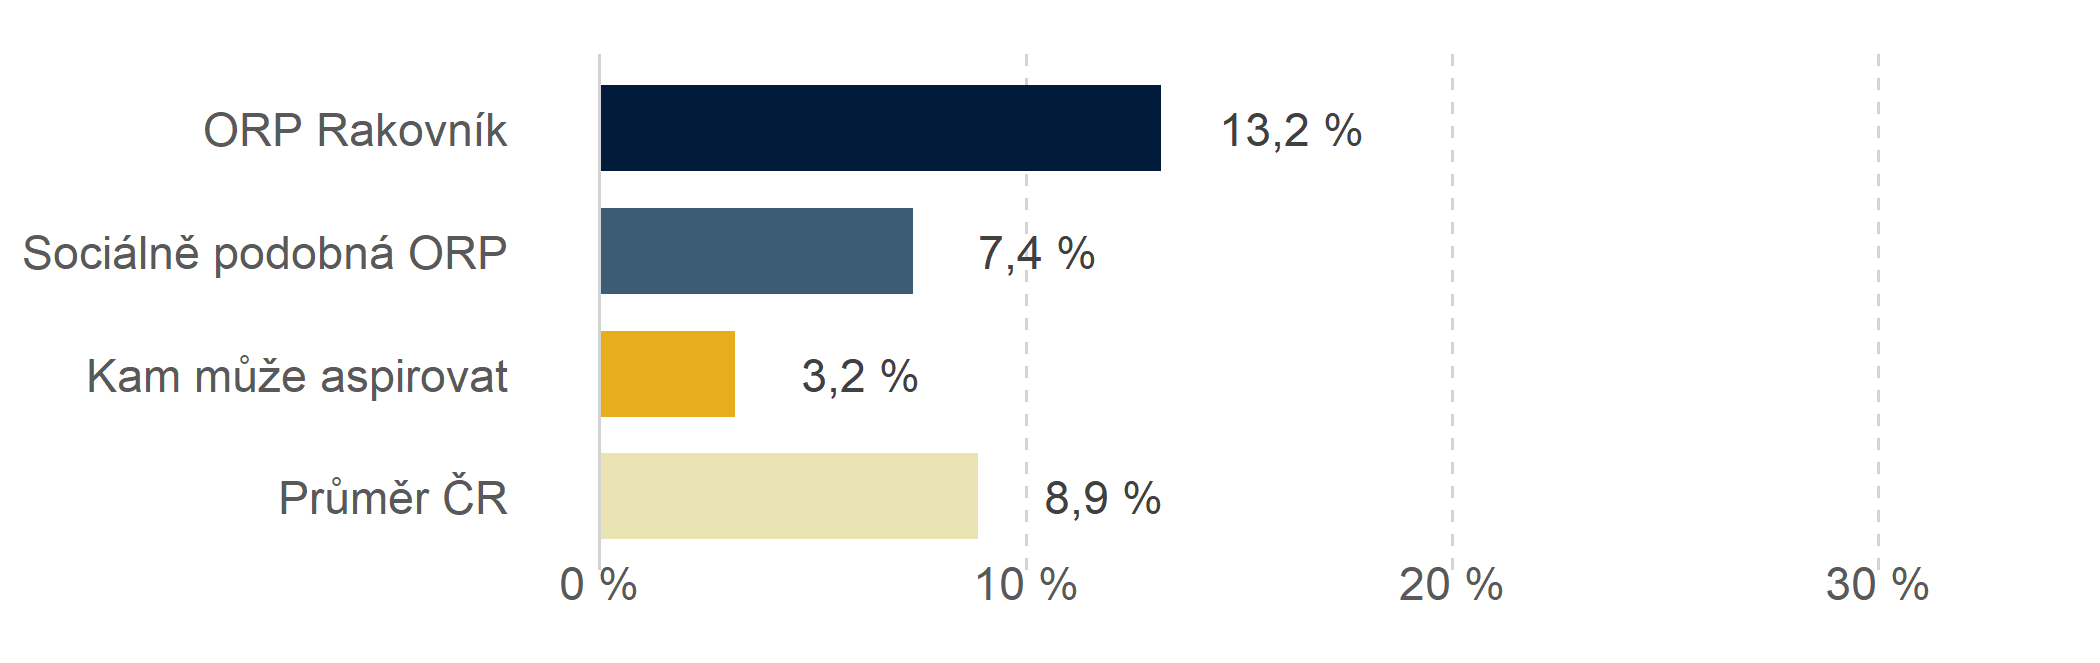 ORP Rakovník
13,2 %
Sociálně podobná ORP
7,4 %
Kam může aspirovat
3,2 %
Průměr ČR
8,9 %
0 %
10 %
20 %
30 %